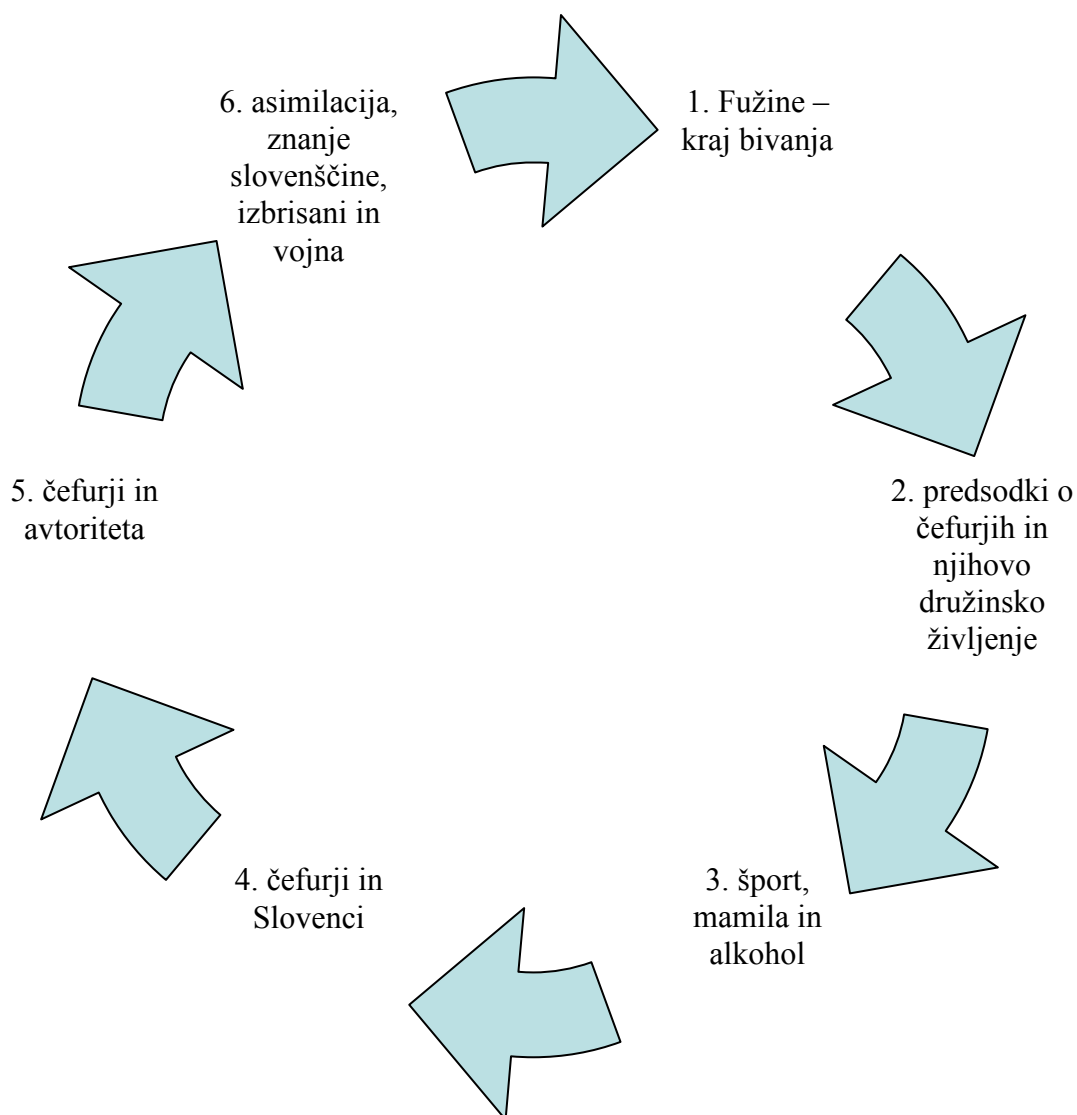 1. Fužine –
kraj bivanja
2. predsodki o
čefurjih in
njihovo
družinsko
življenje
3. šport,
mamila in
alkohol
4. čefurji in
Slovenci
5. čefurji in
avtoriteta
6. asimilacija,
znanje
slovenščine,
izbrisani in
vojna